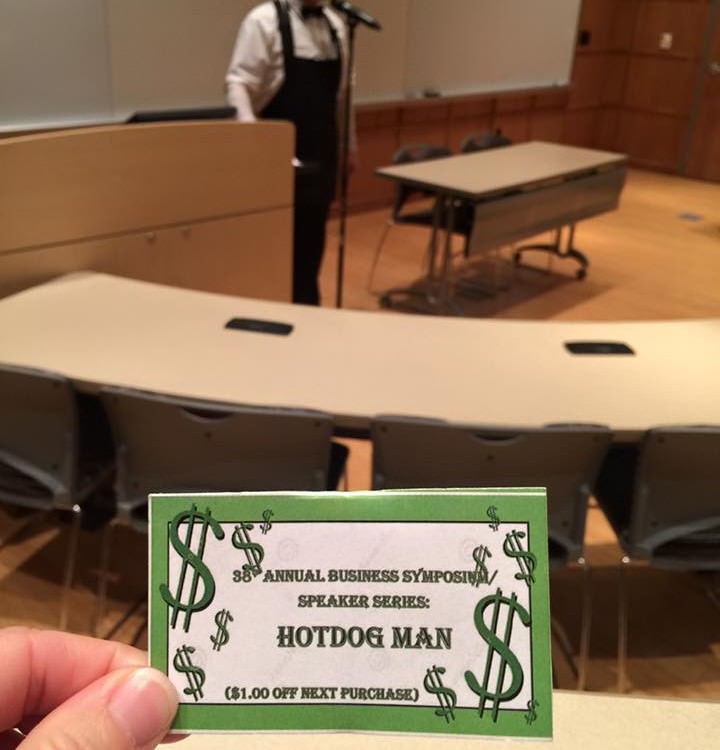 38th ANNUAL BUSINESS SYMPOSIUM/
SPEAKER SERIES:
HOTDOG MAN
($1.00 OFF NEXT PURCHASE)